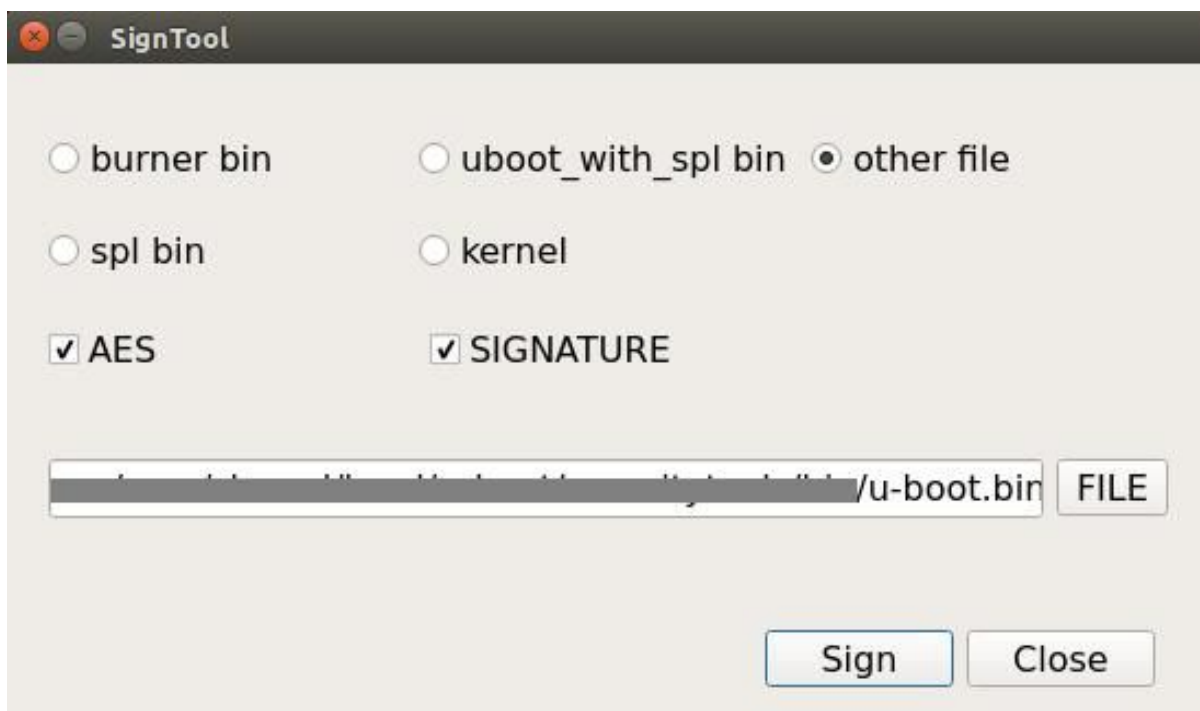 SignTool
burner bin uboot_with_spl bin other file
spl bin kernel
AES SIGNATURE
/u-boot.bin FILE
Sign Close